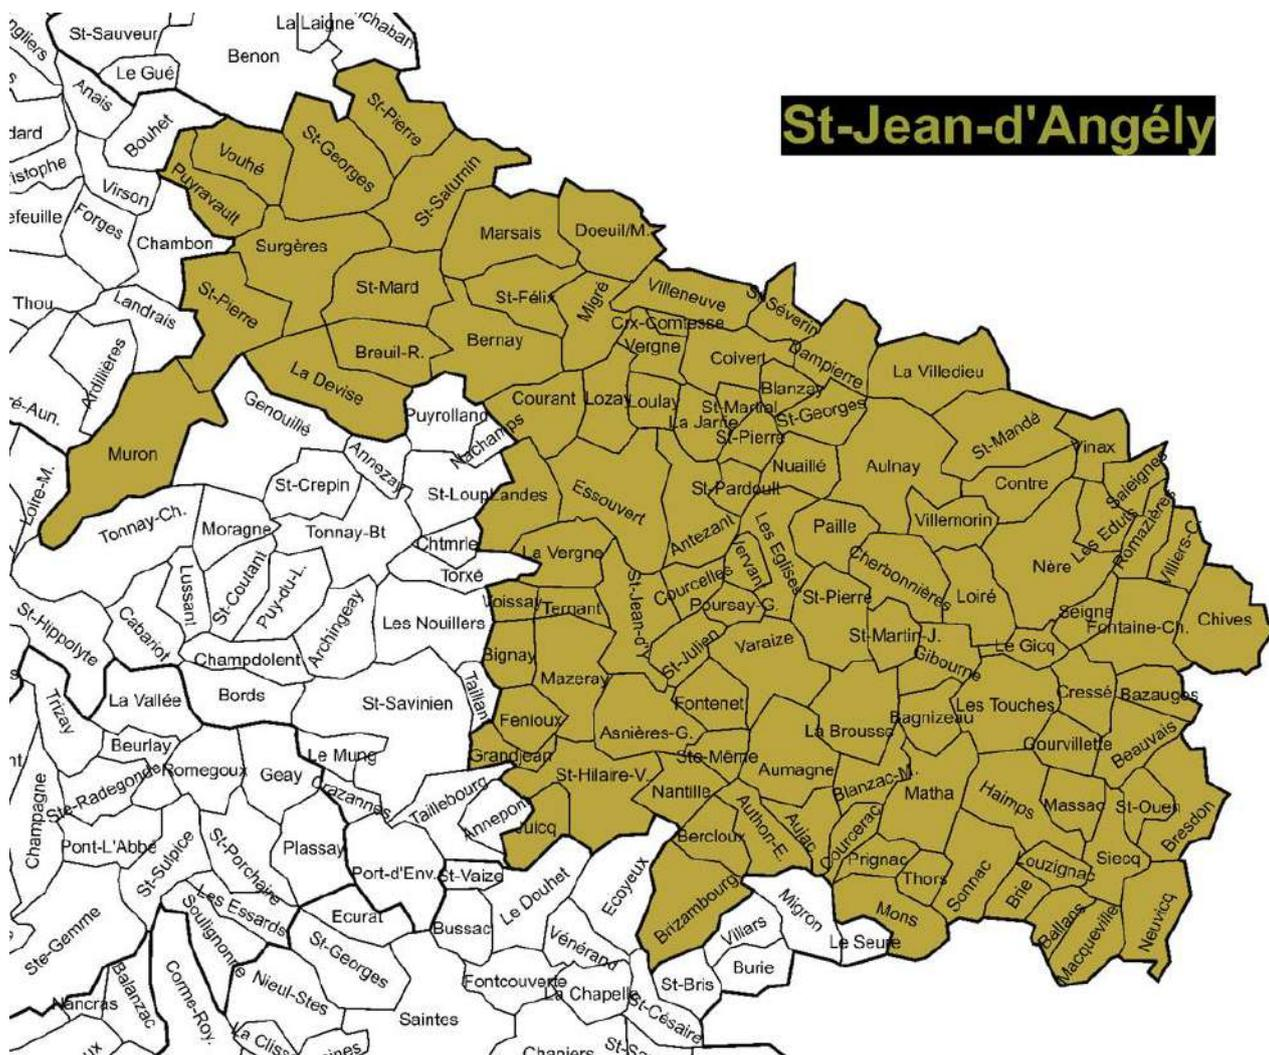 St-Sauveur
La Laigne
Benon
Le Gué
Anais
Bouhet
St-Pierre
St-Jean-d'Angély
Vouhé
St-Georges
Virson
Puyravault
St-Saturnin
Forges
Chambon
Surgères
Marsais
Doeuil/M.
Thou
Landrais
St-Pierre
St-Mard
St-Félix
Migré
Villeneuve
St-Séverin
Crx-Comtesse
Vergne
Bernay
Breuil-R.
Ardillières
La Devise
Coivert
Dampierre
La Villedieu
Genouillé
Puyrolland
Courant
Lozay
Loulay
Blanzay
St-Martial
St-Georges
La Jarrie
St-Pierre
Nachamps
Muron
Annezay
St-Mandé
Vinax
Nuaillé
Aulnay
Loire-M.
St-Crepin
St-Loup
Landes
Essouvert
St-Pardoult
Contre
Saleignes
Tonnay-Ch.
Moragne
Tonnay-Bt
Chtmrie
La Vergne
Antezant
Les Eglises
Paille
Villemorin
Les Eduts
Romazières
Villiers-C.
Torxé
Vervant
Cherbonnières
Nère
Lussant
St-Coutant
Puy-du-L.
Archingeay
Voissay
Ternant
St-Jean-d'Y
Courcelles
Poursay-G.
St-Pierre
Loiré
St-Hippolyte
Cabariot
Les Nouillers
Seigne
Fontaine-Ch.
Chives
Champdolent
Bignay
St-Julien
Varaize
St-Martin-J.
Gibourne
Le Gicq
Trizay
La Vallée
Bords
St-Savinien
Taillant
Mazeray
Fontenet
Cressé
Bazauges
Beurlay
Fenioux
Asnières-G.
La Brousse
Bagnizeau
Les Touches
Le Mung
Grandjean
Ste-Même
Gourvillette
Beauvais
Champagne
Ste-Radegonde
Romegoux
Geay
Crazannes
Taillebourg
St-Hilaire-V.
Aumagne
Blanzac-M.
Matha
Haimps
Massac
St-Ouen
Bresdon
Annepont
Juicq
Nantille
Authon-E.
Aujac
Courcerac
Pont-L'Abbé
St-Sulpice
St-Porchaire
Plassay
Port-d'Env.
St-Vaize
Bercloux
Prignac
Thors
Sonnac
Louzignac
Siecq
Brie
Le Douhet
Ecoyeux
Brizambourg
Mons
Ballans
Macqueville
Neuvicq
Ste-Gemme
Les Essards
Soulignonne
Ecurat
St-Georges
Bussac
Vénérand
Villars
Migron
Le Seure
Burie
Nancras
Balanzac
Corme-Roy.
Nieul-Stes
Fontcouverte
La Chapelle
St-Bris
St-Césaire
Saintes
Chaniers